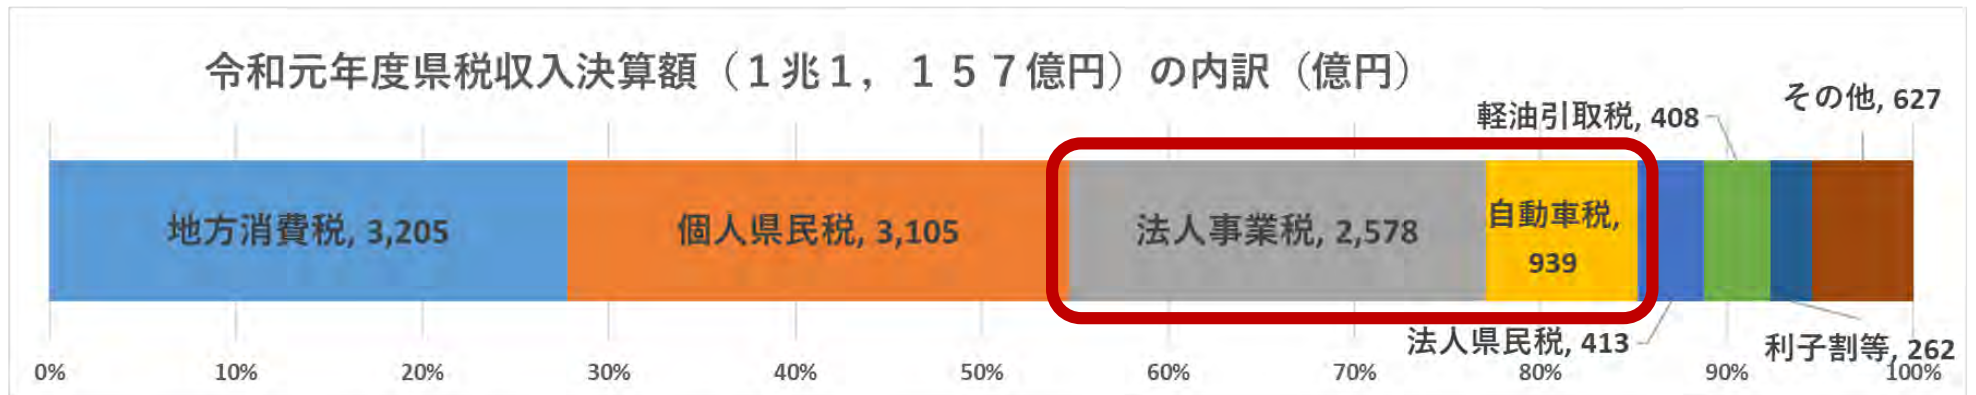 令和元年度県税収入決算額（１兆１，１５７億円）の内訳（億円）
その他, 627
軽油引取税, 408
地方消費税, 3,205
個人県民税, 3,105
法人事業税, 2,578
自動車税,
939
法人県民税, 413
利子割等, 262
0%
10%
20%
30%
40%
50%
60%
70%
80%
90%
100%